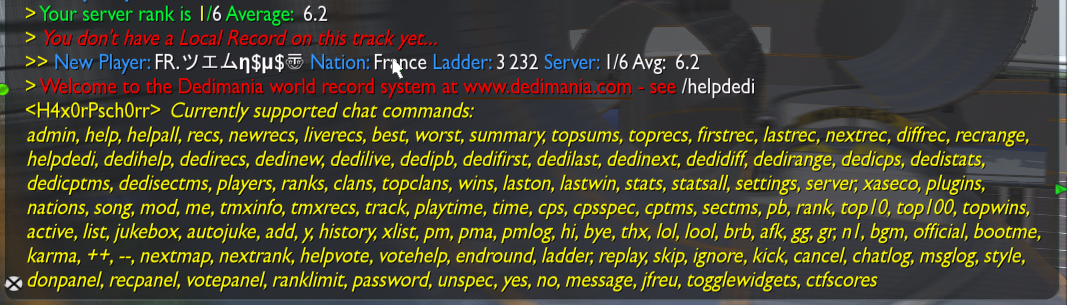 > Your server rank is 1/6 Average: 6.2
> You don't have a Local Record on this track yet...
>> New Player: FR.ツエムη$μ$〠 Nation: France Ladder: 3 232 Server: 1/6 Avg: 6.2
> Welcome to the Dedimania world record system at www.dedimania.com - see /helpdedi
<H4x0rPsch0rr> Currently supported chat commands:
admin, help, helpall, recs, newrecs, liverecs, best, worst, summary, topsums, toprecs, firstrec, lastrec, nextrec, diffrec, recrange,
helpdedi, dedihelp, dedirecs, dedinew, dedilive, dedipb, dedifirst, dedilast, dedinext, dedidiff, dedirange, dedicps, dedistats,
dedicptms, dedisectms, players, ranks, clans, topclans, wins, laston, lastwin, stats, statsall, settings, server, xaseco, plugins,
nations, song, mod, me, tmxinfo, tmxrecs, track, playtime, time, cps, cpsspec, cptms, sectms, pb, rank, top10, top100, topwins,
active, list, jukebox, autojuke, add, y, history, xlist, pm, pma, pmlog, hi, bye, thx, lol, lool, brb, afk, gg, gr, n1, bgm, official, bootme,
karma, ++, --, nextmap, nextrank, helpvote, votehelp, endround, ladder, replay, skip, ignore, kick, cancel, chatlog, msglog, style,
donpanel, recpanel, votepanel, ranklimit, password, unspec, yes, no, message, jfreu, togglewidgets, ctfscores